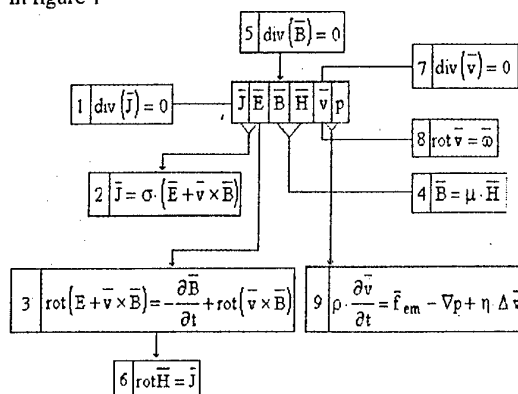 in figure 1
5 div(B̄)=0
7 div(v̄)=0
1 div(J̄)=0
J̄ Ē B̄ H̄ v̄ p
8 rot v̄ = ω̄
2 J̄=σ·(Ē+v̄×B̄)
4 B̄=μ·H̄
3 rot(E+v̄×B̄)=-∂B̄/∂t+rot(v̄×B̄)
9 ρ·∂v̄/∂t=f̄em-∇p+η·Δv̄
6 rotH̄=J̄